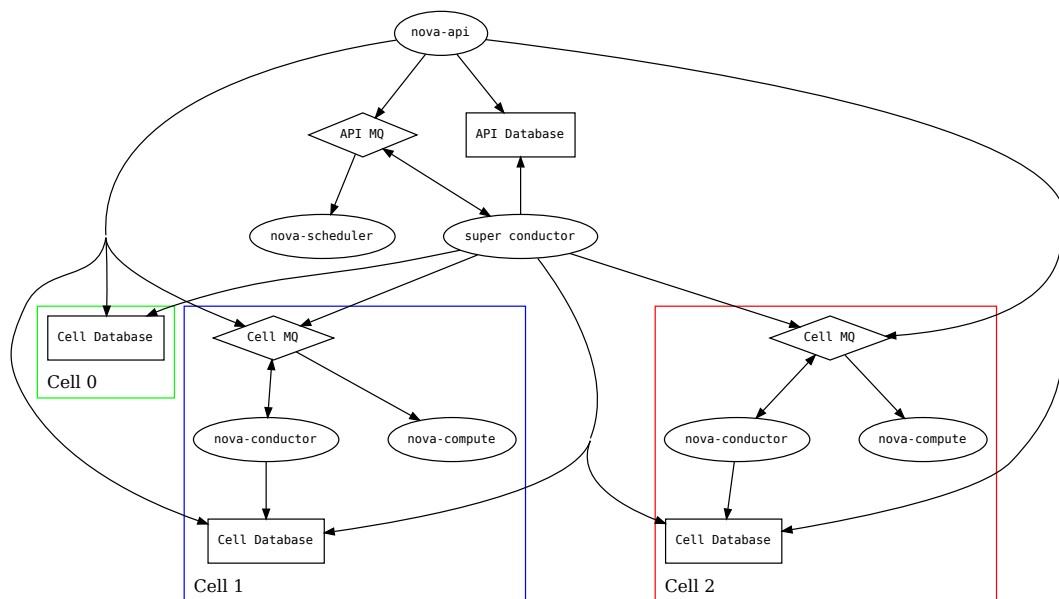 nova-api
API MQ
API Database
nova-scheduler
super conductor
Cell Database
Cell 0
Cell MQ
nova-conductor
nova-compute
Cell Database
Cell 1
Cell MQ
nova-conductor
nova-compute
Cell Database
Cell 2